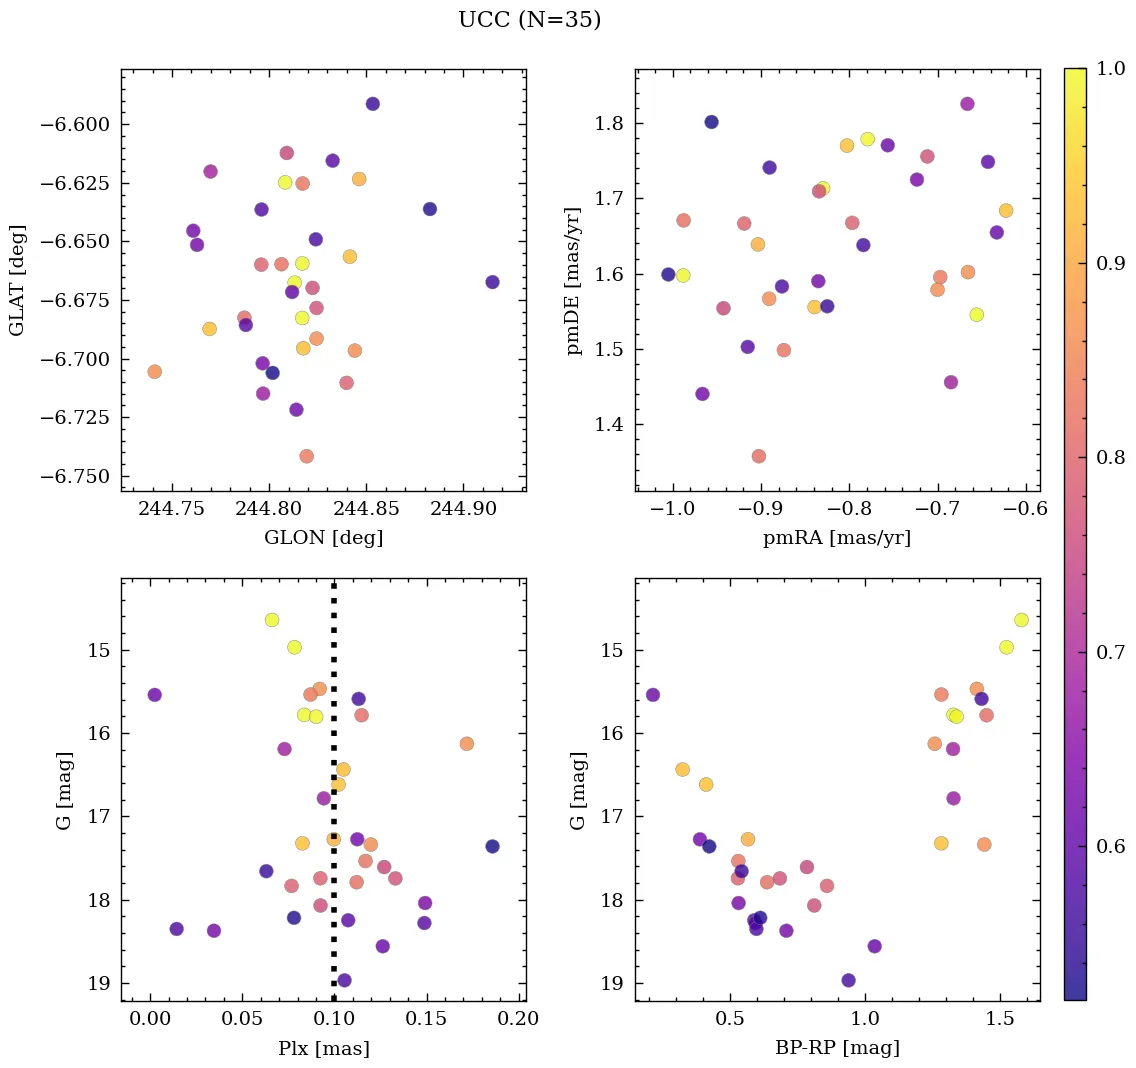 UCC (N=35)
−6.600
−6.625
−6.650
−6.675
−6.700
−6.725
−6.750
GLAT [deg]
244.75 244.80 244.85 244.90
GLON [deg]
1.8
1.7
1.6
1.5
1.4
pmDE [mas/yr]
−1.0 −0.9 −0.8 −0.7 −0.6
pmRA [mas/yr]
15
16
17
18
19
G [mag]
0.00 0.05 0.10 0.15 0.20
Plx [mas]
15
16
17
18
19
G [mag]
0.5 1.0 1.5
BP-RP [mag]
1.0
0.9
0.8
0.7
0.6